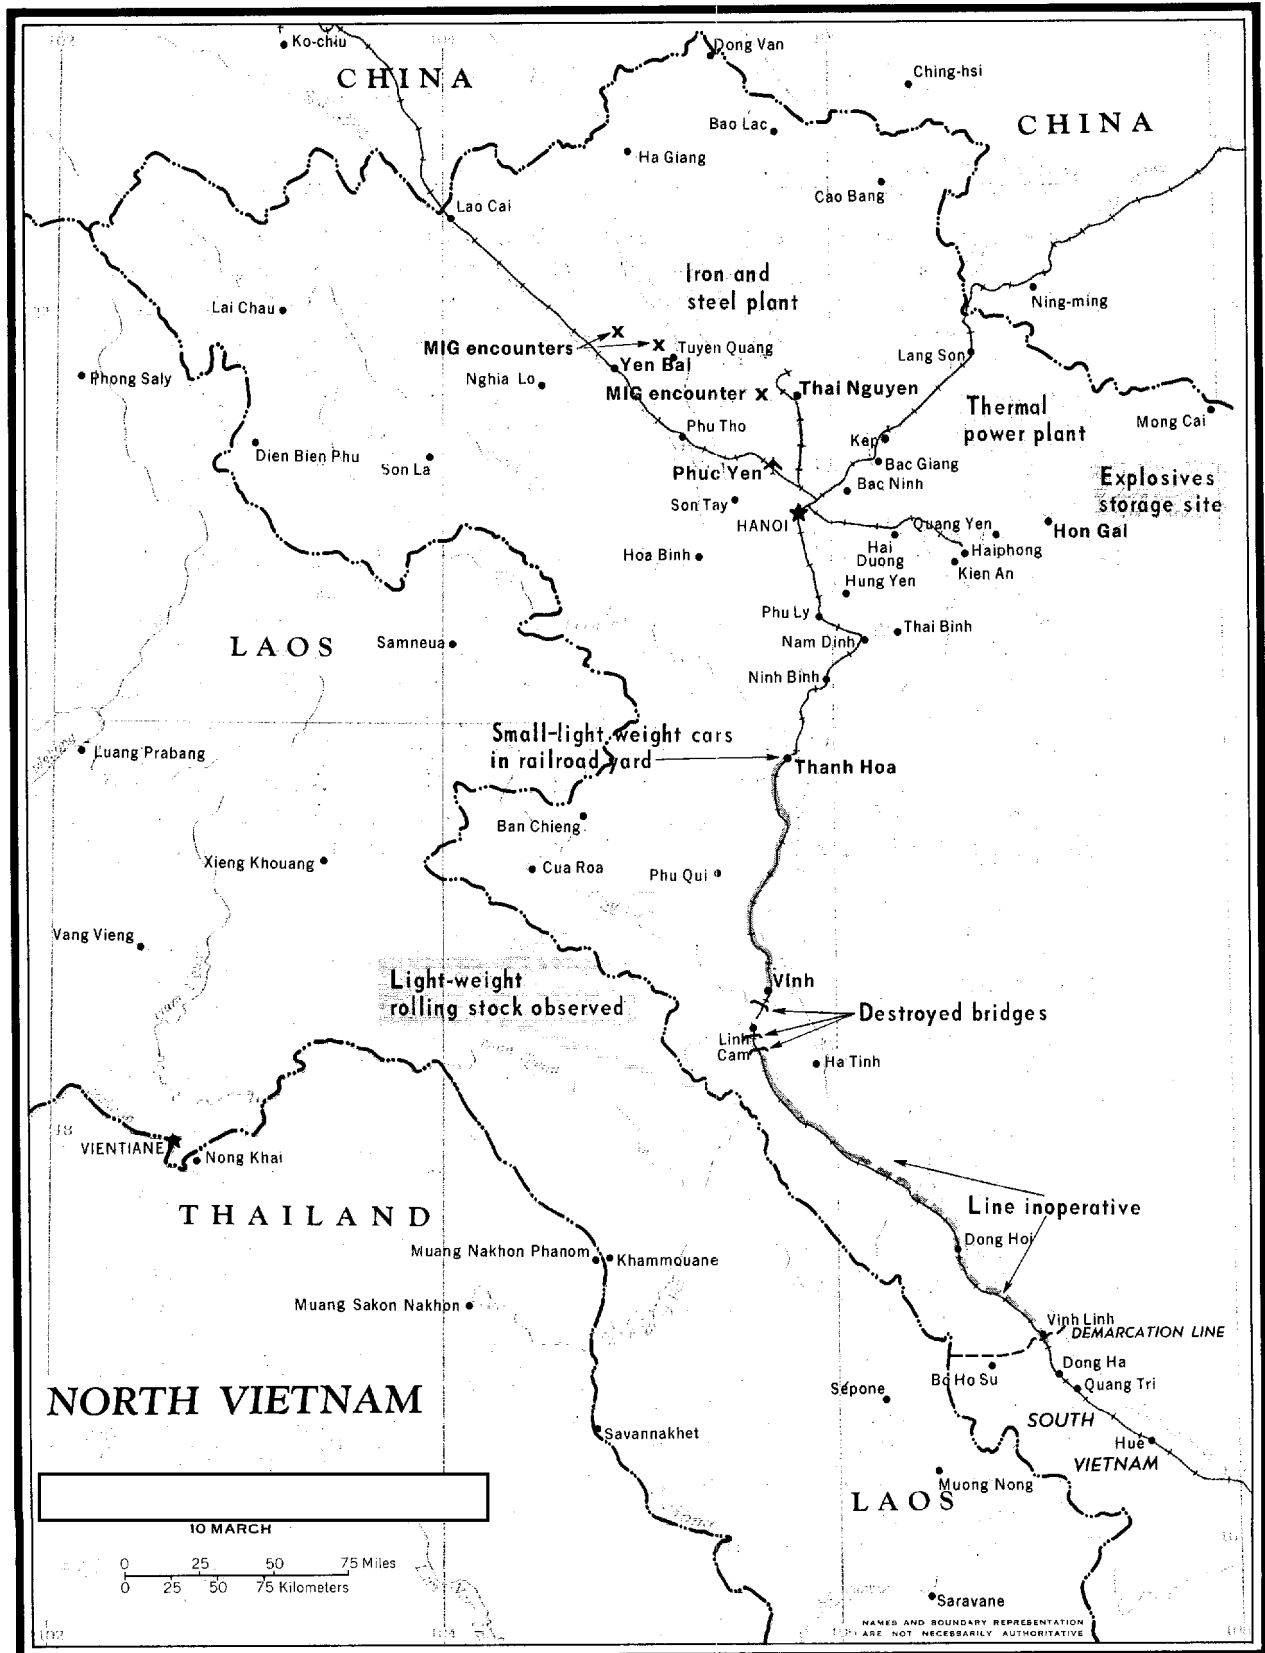 102
104
Ko-chiu
Dong Van
Ching-hsi
CHINA
CHINA
Bao Lac
Ha Giang
Cao Bang
Lao Cai
Iron and
steel plant
Ning-ming
Lai Chau
MIG encounters
Tuyen Quang
Lang Son
Yen Bai
Phong Saly
Nghia Lo
MIG encounter
Thai Nguyen
Thermal
power plant
Mong Cai
Phu Tho
Kep
Dien Bien Phu
Son La
Phuc Yen
Bac Giang
Bac Ninh
Explosives
storage site
Son Tay
HANOI
Quang Yen
Hon Gai
Hoa Binh
Hai
Duong
Haiphong
Kien An
Hung Yen
Phu Ly
Thai Binh
LAOS
Samneua
Nam Dinh
Ninh Binh
Small-light weight cars
in railroad yard
Luang Prabang
Thanh Hoa
Ban Chieng
Xieng Khouang
Cua Roa
Phu Qui
Vang Vieng
Light-weight
rolling stock observed
Vinh
Destroyed bridges
Linh
Cam
Ha Tinh
18
VIENTIANE
Nong Khai
THAILAND
Line inoperative
Dong Hoi
Muang Nakhon Phanom
Khammouane
Muang Sakon Nakhon
Vinh Linh
DEMARCATION LINE
Dong Ha
Bo Ho Su
Quang Tri
NORTH VIETNAM
Sepone
SOUTH
VIETNAM
Savannakhet
Hue
Muong Nong
LAOS
10 MARCH
0 25 50 75 Miles
0 25 50 75 Kilometers
Saravane
NAMES AND BOUNDARY REPRESENTATION
ARE NOT NECESSARILY AUTHORITATIVE
102
104